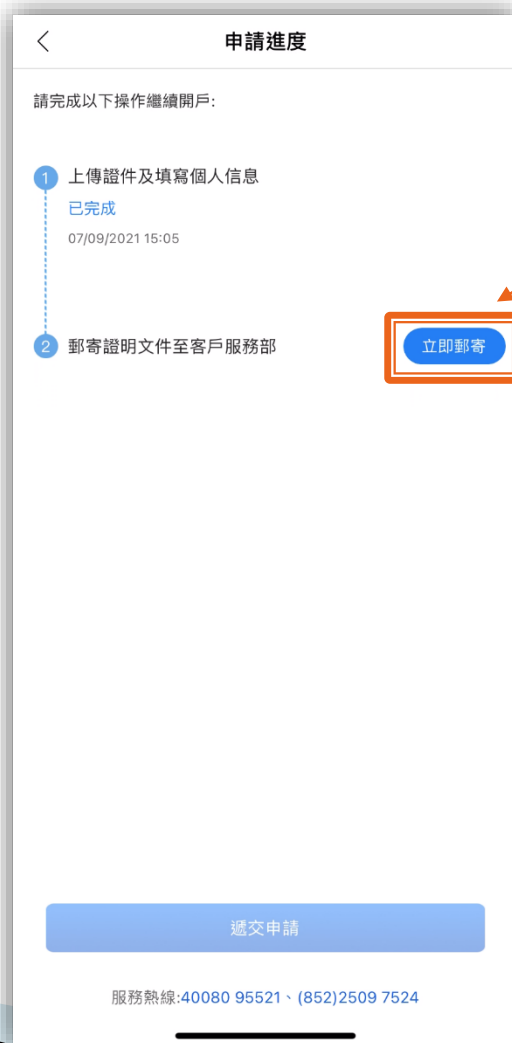 申請進度
請完成以下操作繼續開戶:
1 上傳證件及填寫個人信息
已完成
07/09/2021 15:05
2 郵寄證明文件至客戶服務部 立即郵寄
遞交申請
服務熱線:40080 95521、(852)2509 7524